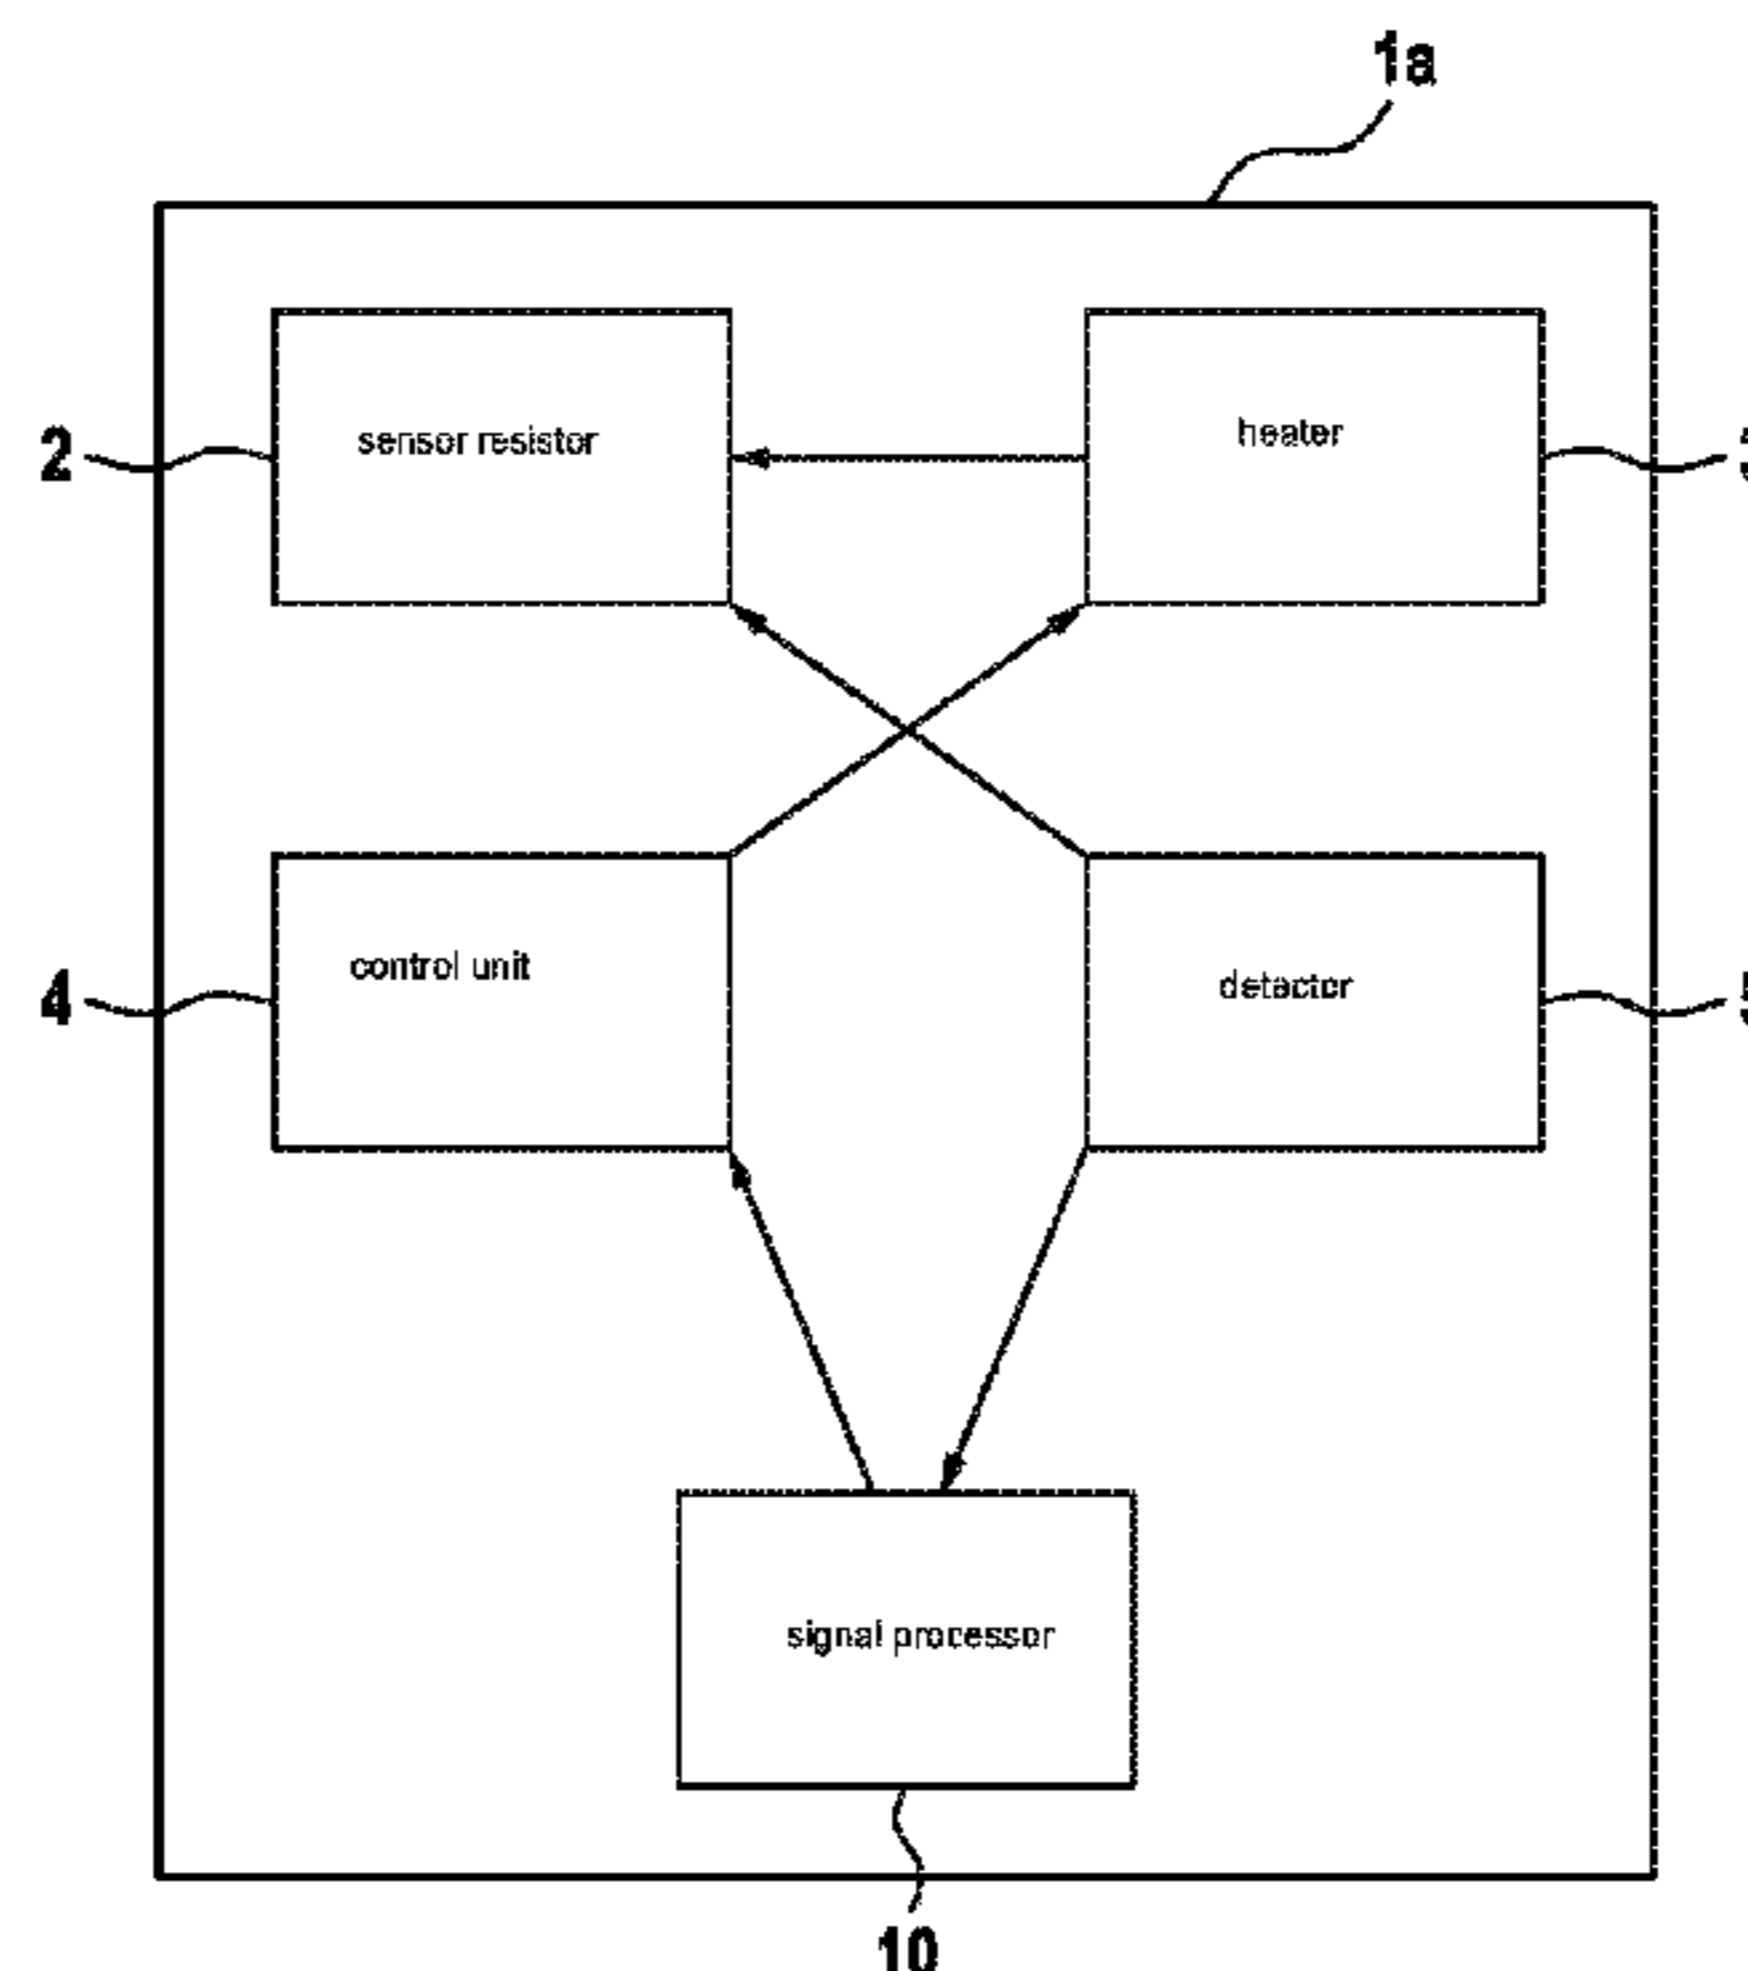 1a
sensor resistor
heater
2
control unit
detector
4
signal processor
10